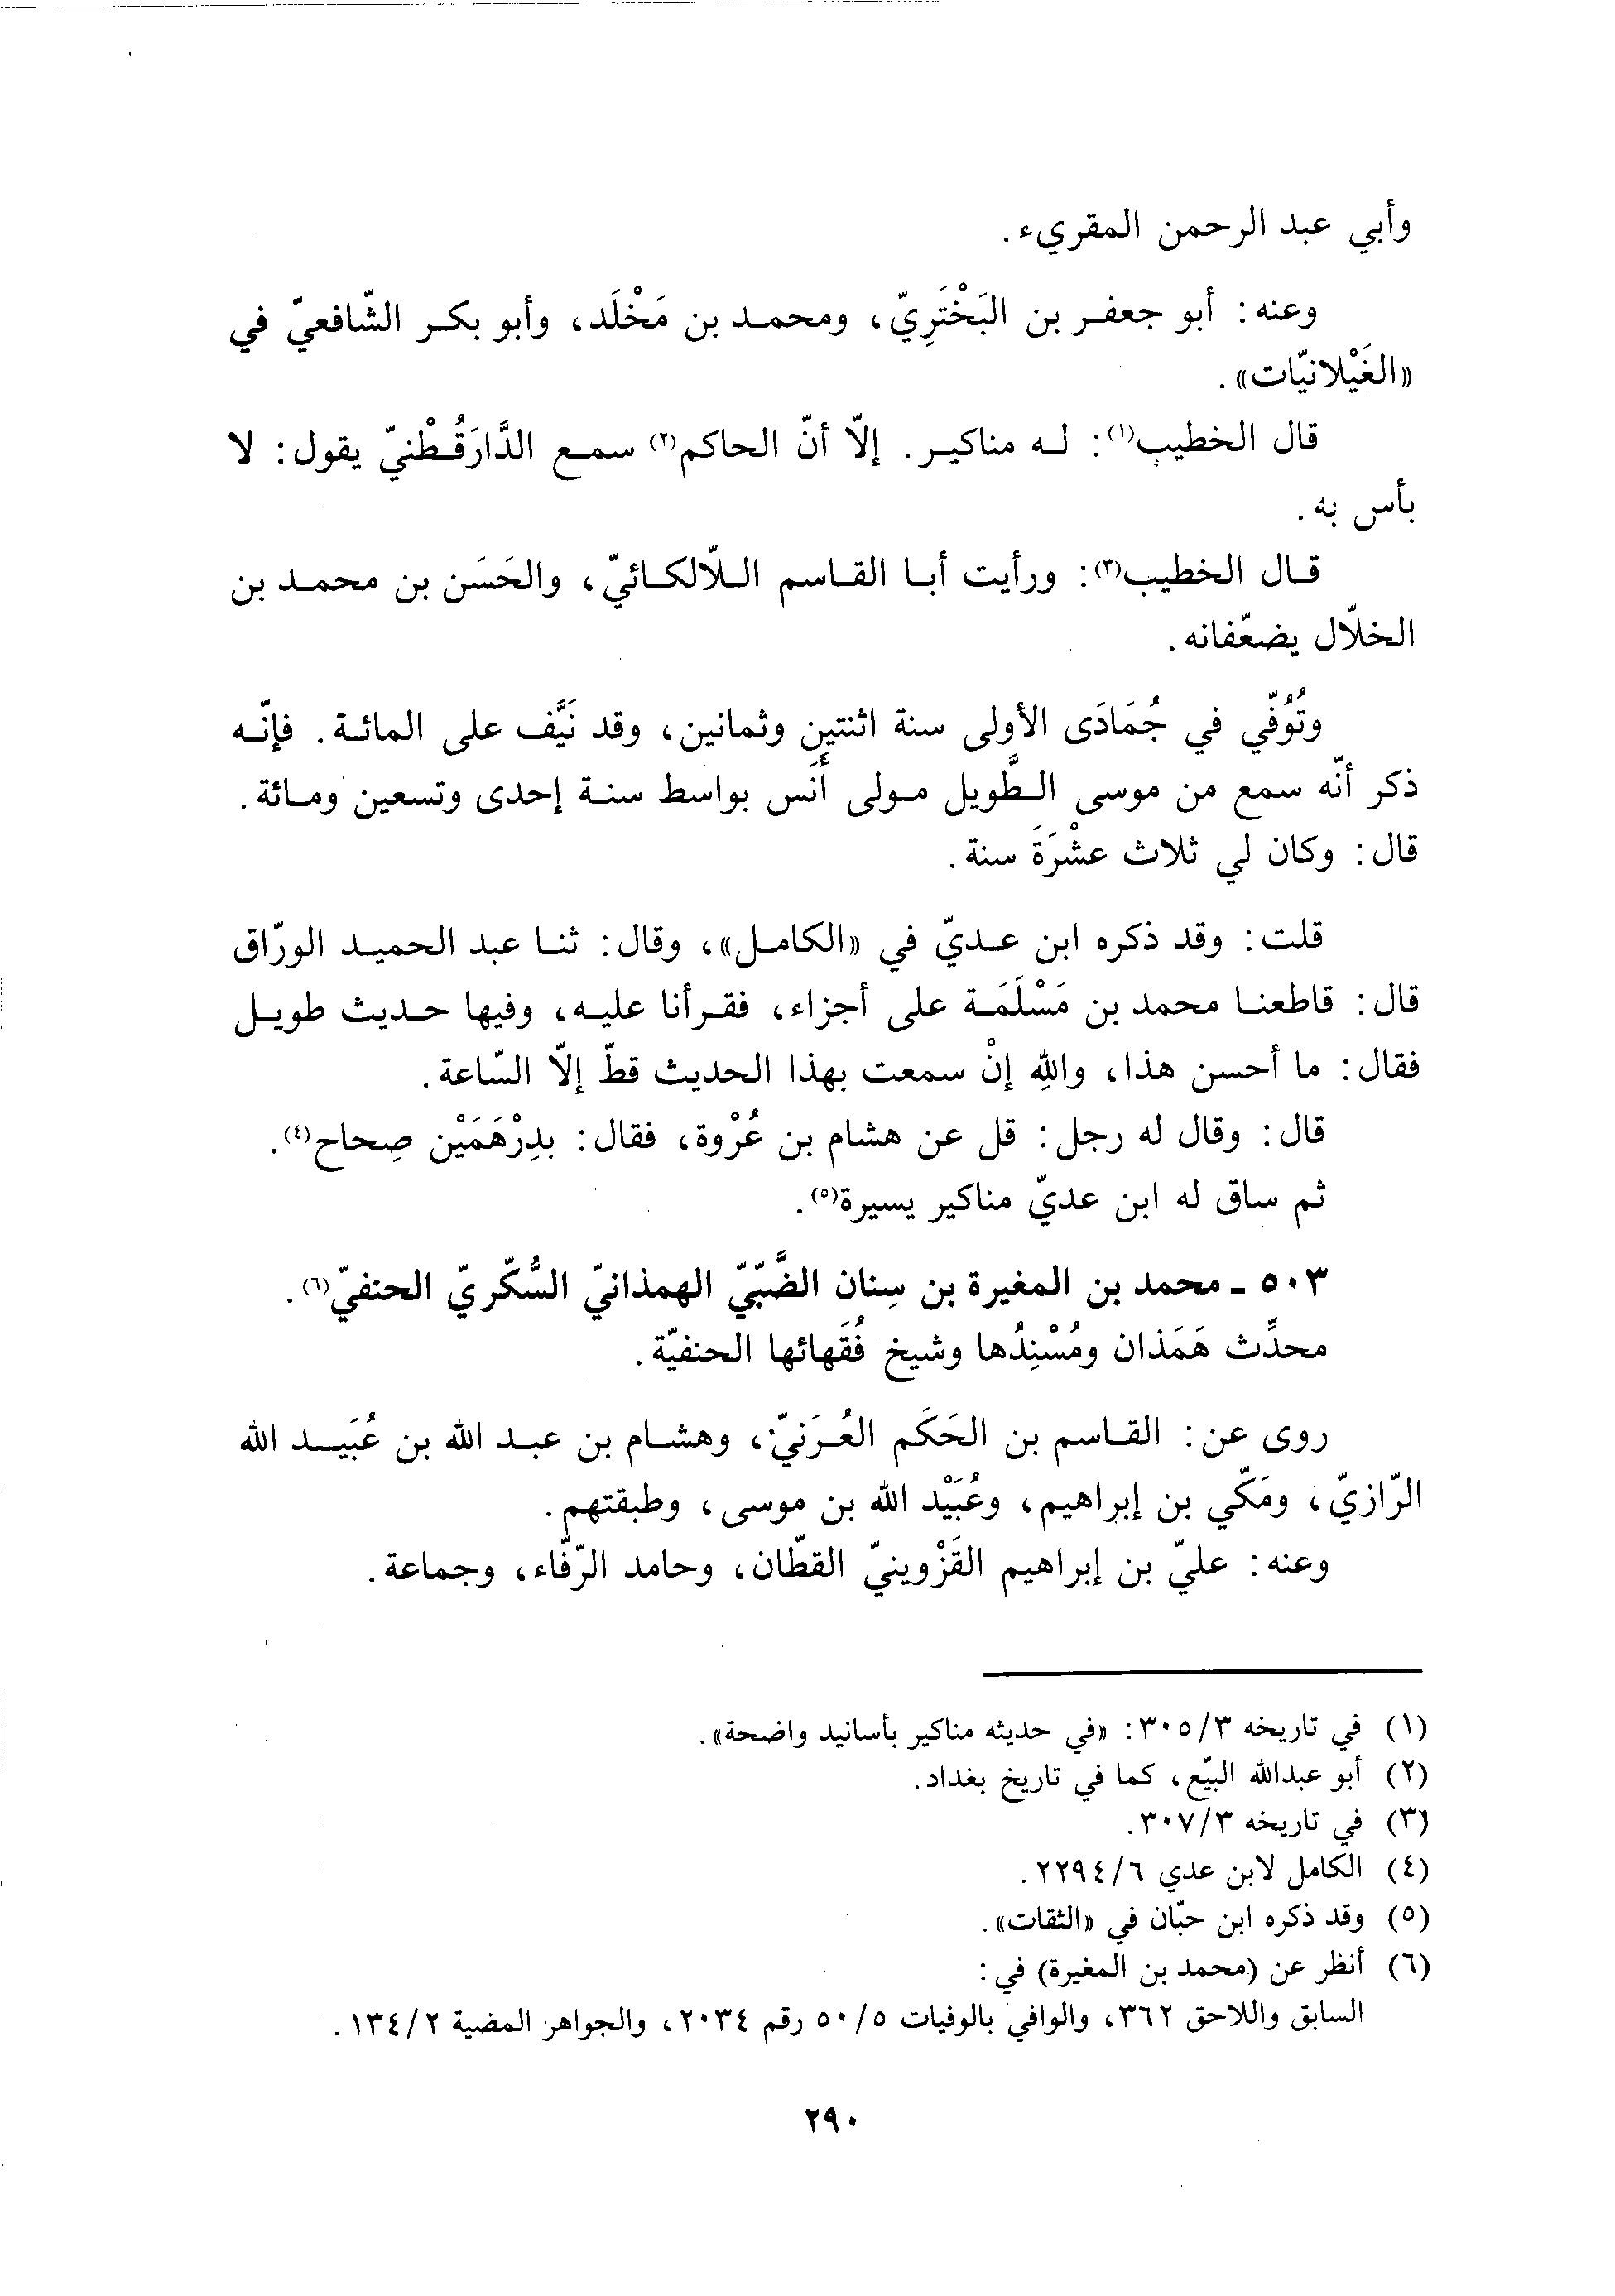 وأبي عبد الرحمن المقريء.
وعنه: أبو جعفر بن البَخْتَرِيّ، ومحمد بن مَخْلَد، وأبو بكر الشّافعيّ في
«الغَيْلانيّات».
قال الخطيب(١): له مناكير. إلّا أنّ الحاكم(٢) سمع الدَّارَقُطْنيّ يقول: لا
بأس به.
قال الخطيب(٣): ورأيت أبا القاسم اللّالكائيّ، والحَسَن بن محمد بن
الخلّال يضعّفانه.
وتُوُفّي في جُمَادَى الأولى سنة اثنتين وثمانين، وقد نَيَّف على المائة. فإنّه
ذكر أنّه سمع من موسى الطَّويل مولى أَنَس بواسط سنة إحدى وتسعين ومائة.
قال: وكان لي ثلاث عشْرَةَ سنة.
قلت: وقد ذكره ابن عديّ في «الكامل»، وقال: ثنا عبد الحميد الورّاق
قال: قاطعنا محمد بن مَسْلَمَة على أجزاء، فقرأنا عليه، وفيها حديث طويل
فقال: ما أحسن هذا، واللهِ إنْ سمعت بهذا الحديث قطّ إلّا السّاعة.
قال: وقال له رجل: قل عن هشام بن عُرْوة، فقال: بدِرْهَمَيْن صِحاح(٤).
ثم ساق له ابن عديّ مناكير يسيرة(٥).
٥٠٣ ـ محمد بن المغيرة بن سِنان الضَّبّيّ الهمذانيّ السُّكّريّ الحنفيّ(٦).
محدِّث هَمَذان ومُسْنِدُها وشيخ فُقَهائها الحنفيّة.
روى عن: القاسم بن الحَكَم العُرَنيّ، وهشام بن عبد الله بن عُبَيد الله
الرّازيّ، ومَكّي بن إبراهيم، وعُبَيْد الله بن موسى، وطبقتهم.
وعنه: عليّ بن إبراهيم القَزْوينيّ القطّان، وحامد الرّفّاء، وجماعة.
(١) في تاريخه ٣٠٥/٣: «في حديثه مناكير بأسانيد واضحة».
(٢) أبو عبدالله البيّع، كما في تاريخ بغداد.
(٣) في تاريخه ٣٠٧/٣.
(٤) الكامل لابن عدي ٢٢٩٤/٦.
(٥) وقد ذكره ابن حبّان في «الثقات».
(٦) أنظر عن (محمد بن المغيرة) في:
السابق واللاحق ٣٦٢، والوافي بالوفيات ٥٠/٥ رقم ٢٠٣٤، والجواهر المضية ١٣٤/٢.
٢٩٠